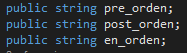 public string pre_orden;
public string post_orden;
public string en_orden;